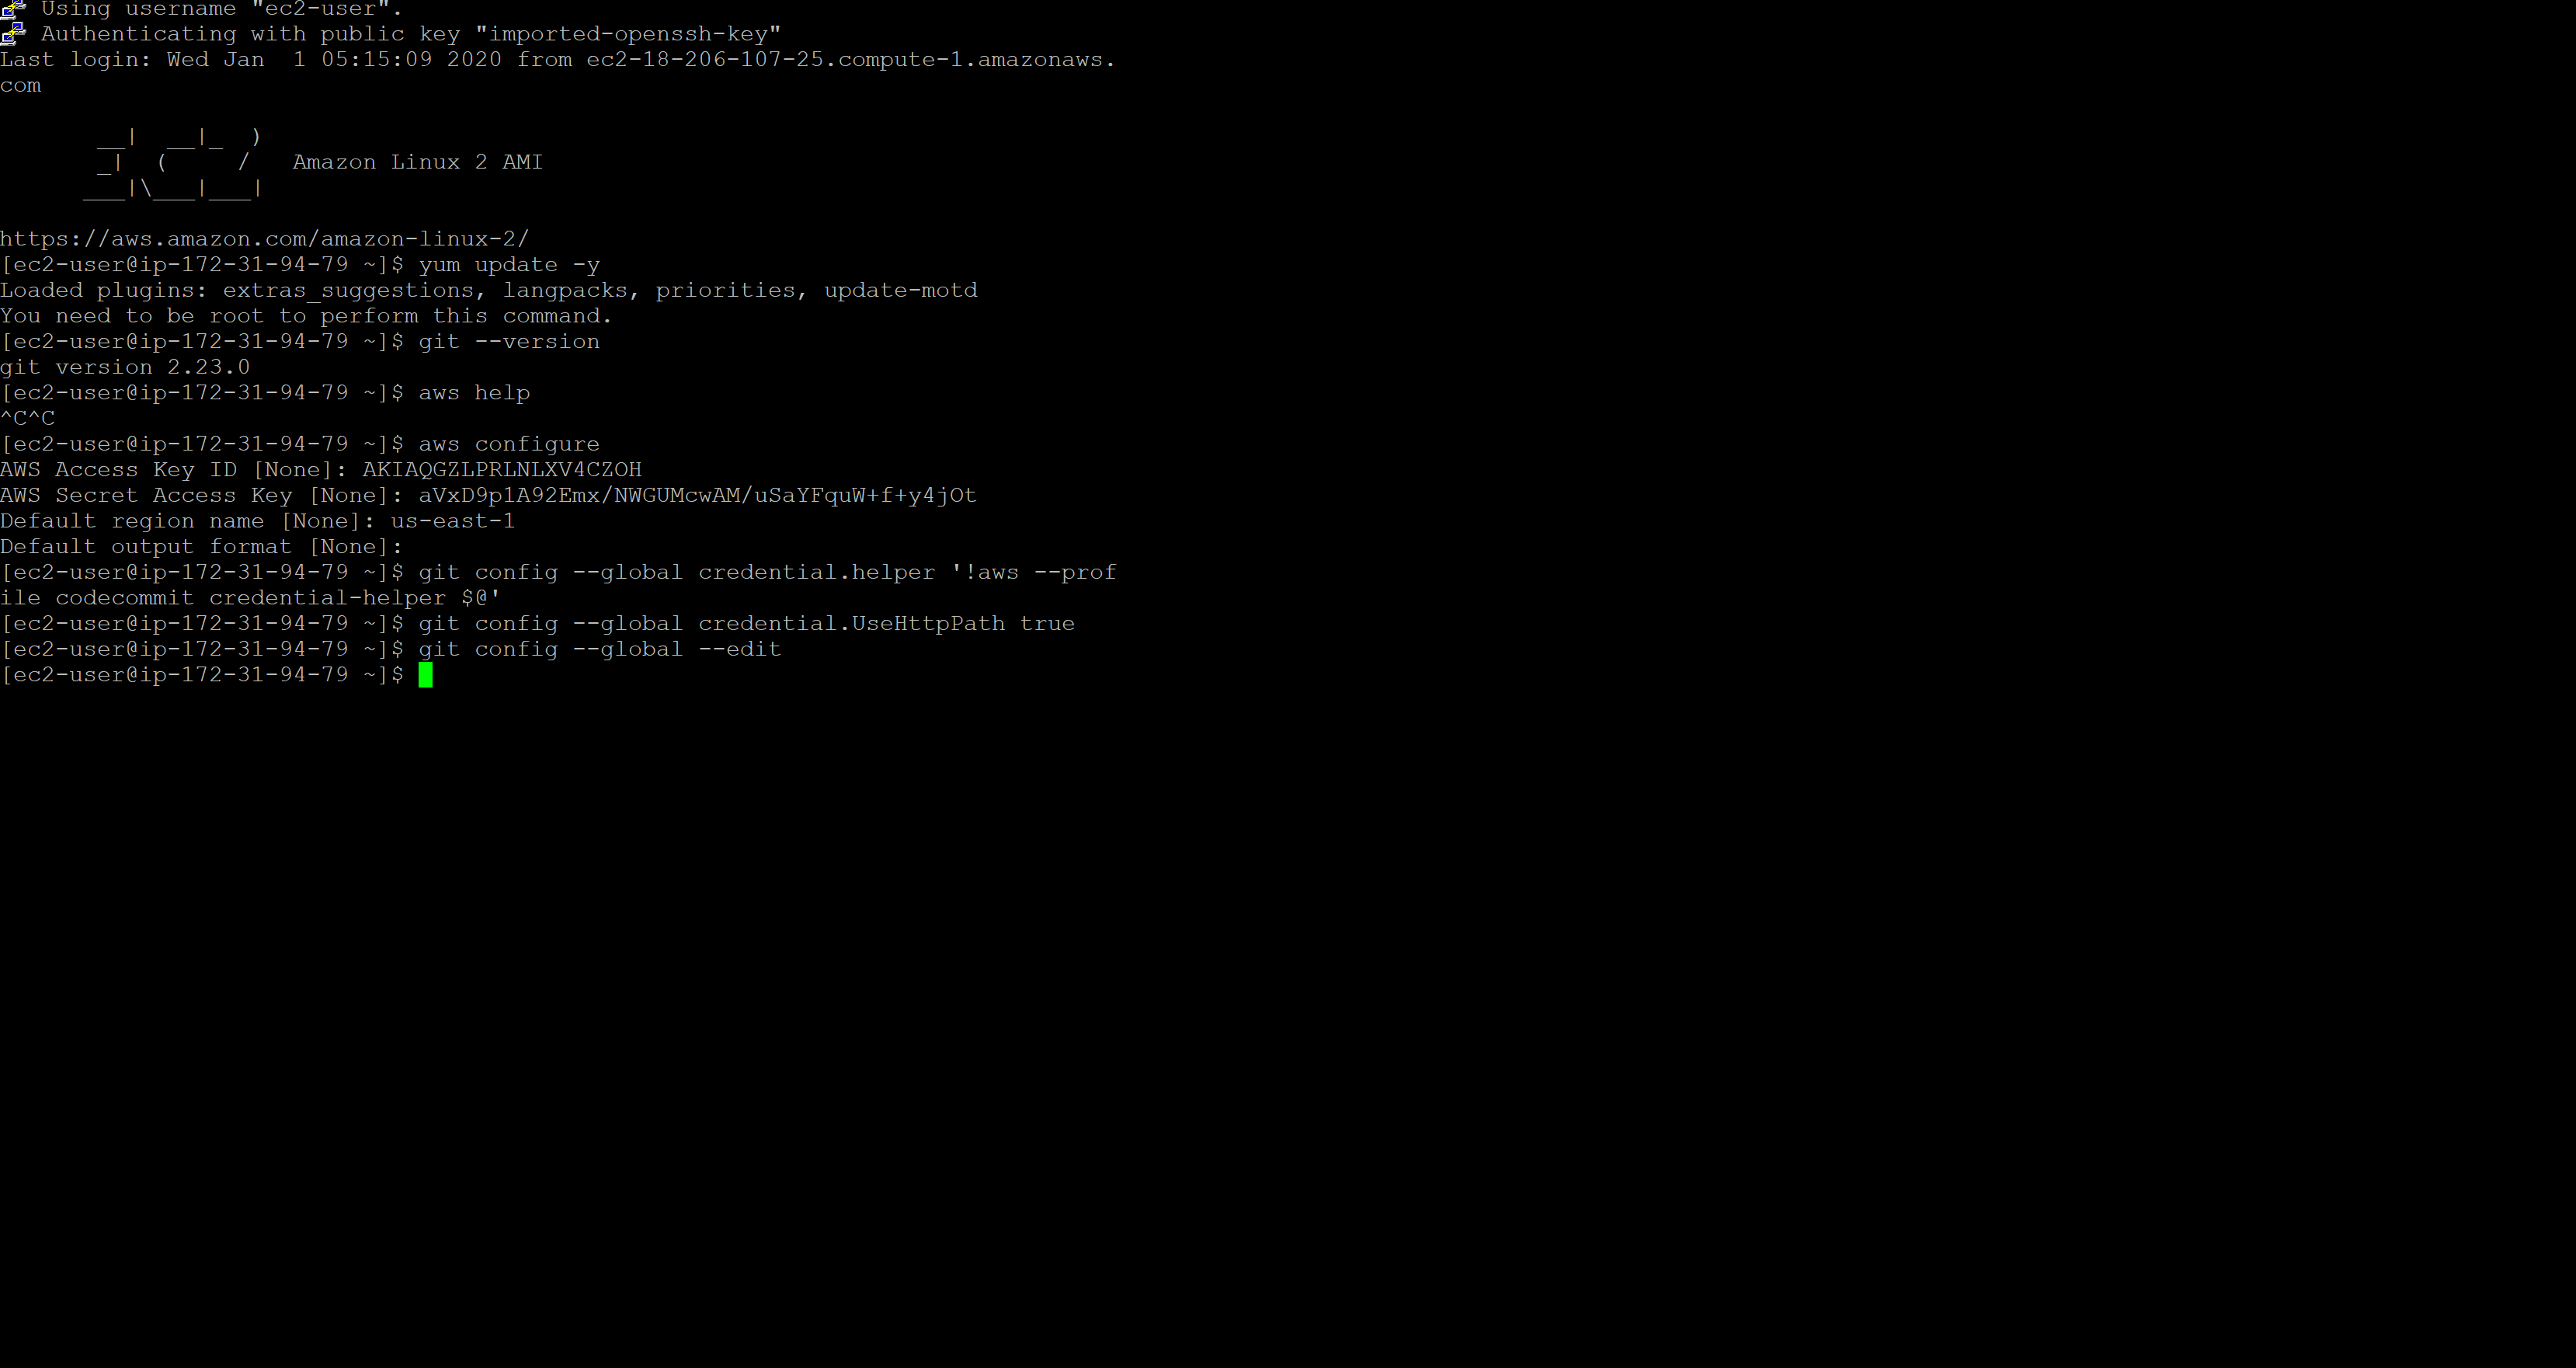 Using username "ec2-user".
Authenticating with public key "imported-openssh-key"
Last login: Wed Jan  1 05:15:09 2020 from ec2-18-206-107-25.compute-1.amazonaws.
com

       __|  __|_  )
       _|  (     /   Amazon Linux 2 AMI
      ___|\___|___|

https://aws.amazon.com/amazon-linux-2/
[ec2-user@ip-172-31-94-79 ~]$ yum update -y
Loaded plugins: extras_suggestions, langpacks, priorities, update-motd
You need to be root to perform this command.
[ec2-user@ip-172-31-94-79 ~]$ git --version
git version 2.23.0
[ec2-user@ip-172-31-94-79 ~]$ aws help
^C^C
[ec2-user@ip-172-31-94-79 ~]$ aws configure
AWS Access Key ID [None]: AKIAQGZLPRLNLXV4CZOH
AWS Secret Access Key [None]: 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
Default region name [None]: us-east-1
Default output format [None]:
[ec2-user@ip-172-31-94-79 ~]$ git config --global credential.helper '!aws --prof
ile codecommit credential-helper $@'
[ec2-user@ip-172-31-94-79 ~]$ git config --global credential.UseHttpPath true
[ec2-user@ip-172-31-94-79 ~]$ git config --global --edit
[ec2-user@ip-172-31-94-79 ~]$